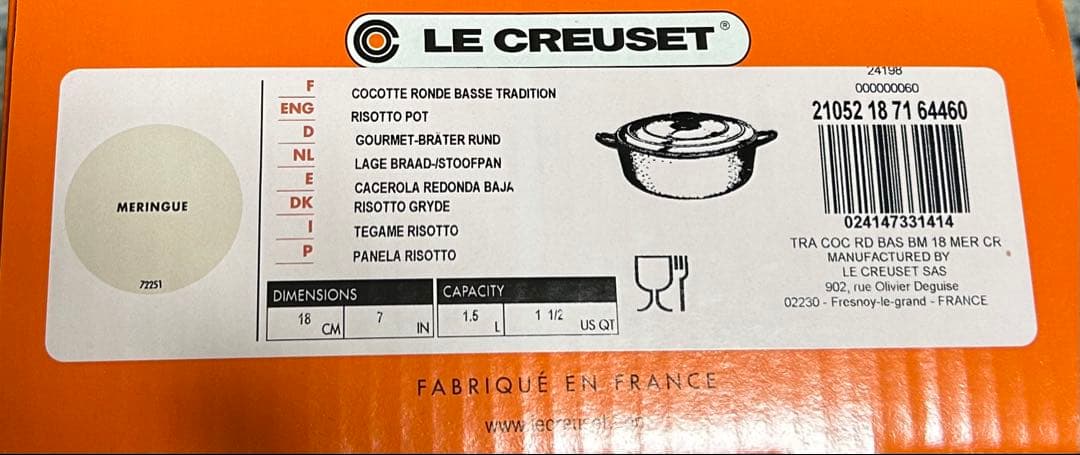 LE CREUSET®
MERINGUE
72251
F COCOTTE RONDE BASSE TRADITION
ENG RISOTTO POT
D GOURMET-BRÄTER RUND
NL LAGE BRAAD-/STOOFPAN
E CACEROLA REDONDA BAJA
DK RISOTTO GRYDE
I TEGAME RISOTTO
P PANELA RISOTTO
DIMENSIONS CAPACITY
18 CM 7 IN 1.5 L 1 1/2 US QT
24198
000000060
21052 18 71 64460
024147331414
TRA COC RD BAS BM 18 MER CR
MANUFACTURED BY
LE CREUSET SAS
902, rue Olivier Deguise
02230 - Fresnoy-le-grand - FRANCE
FABRIQUÉ EN FRANCE